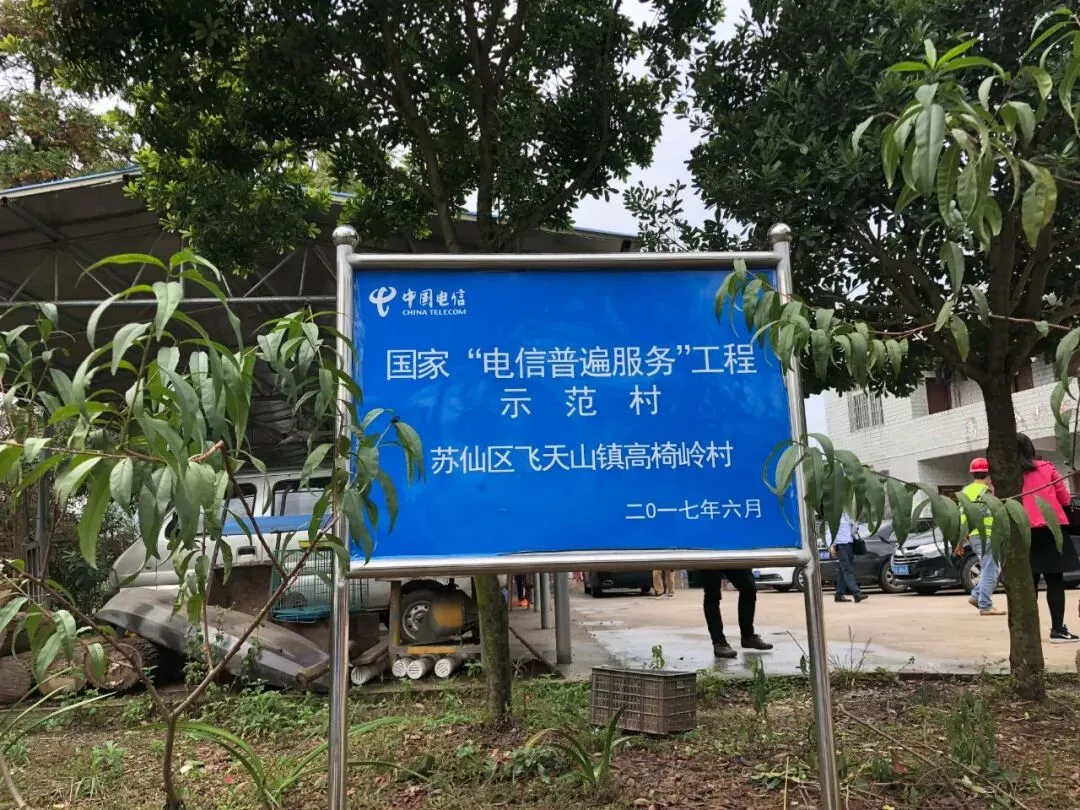 中国电信
CHINA TELECOM
国家 “电信普遍服务”工程
示 范 村
苏仙区飞天山镇高椅岭村
二0一七年六月